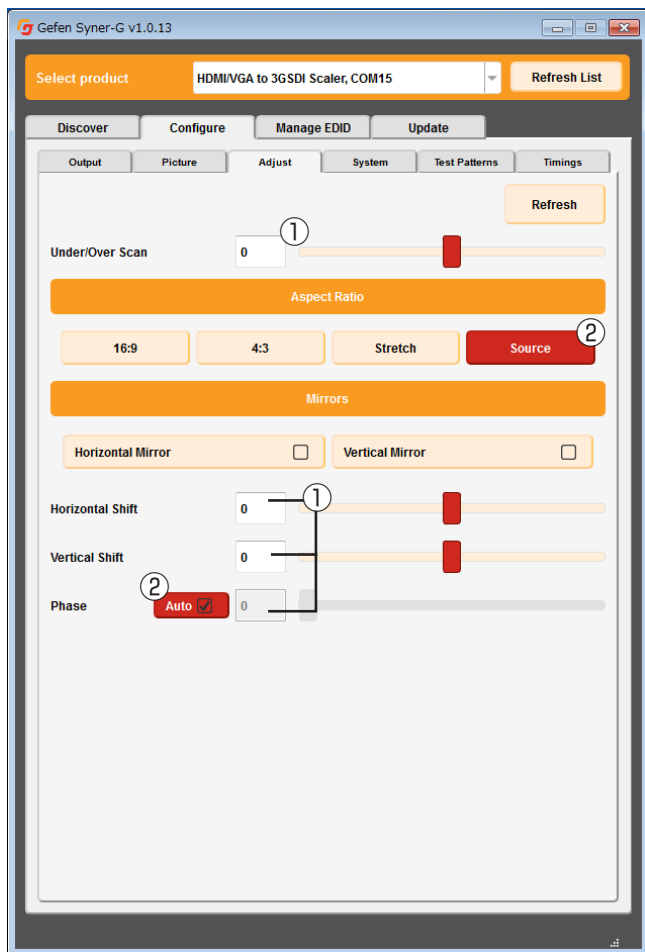 Gefen Syner-G v1.0.13
Select product HDMI/VGA to 3GSDI Scaler, COM15 Refresh List
Discover Configure Manage EDID Update
Output Picture Adjust System Test Patterns Timings
Refresh
①
Under/Over Scan 0
Aspect Ratio
②
16:9 4:3 Stretch Source
Mirrors
Horizontal Mirror Vertical Mirror
①
Horizontal Shift 0
Vertical Shift 0
②
Phase Auto 0